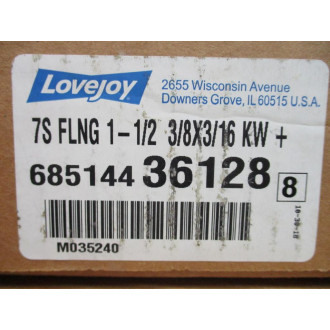 Lovejoy
2655 Wisconsin Avenue
Downers Grove, IL 60515 U.S.A.
7S FLNG 1-1/2 3/8X3/16 KW +
685144 36128 8
M035240